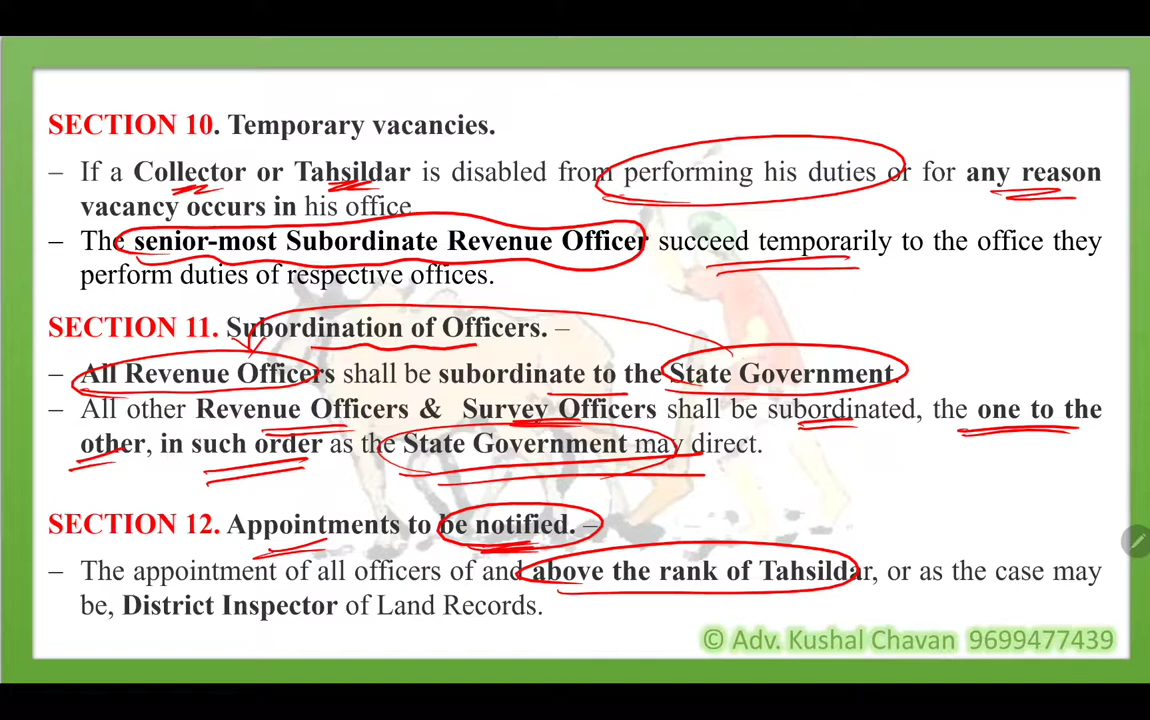 SECTION 10. Temporary vacancies.
– If a Collector or Tahsildar is disabled from performing his duties or for any reason
vacancy occurs in his office
– The senior-most Subordinate Revenue Officer succeed temporarily to the office they
perform duties of respective offices.
SECTION 11. Subordination of Officers. –
– All Revenue Officers shall be subordinate to the State Government.
– All other Revenue Officers & Survey Officers shall be subordinated, the one to the
other, in such order as the State Government may direct.
SECTION 12. Appointments to be notified. –
– The appointment of all officers of and above the rank of Tahsildar, or as the case may
be, District Inspector of Land Records.
© Adv. Kushal Chavan 9699477439